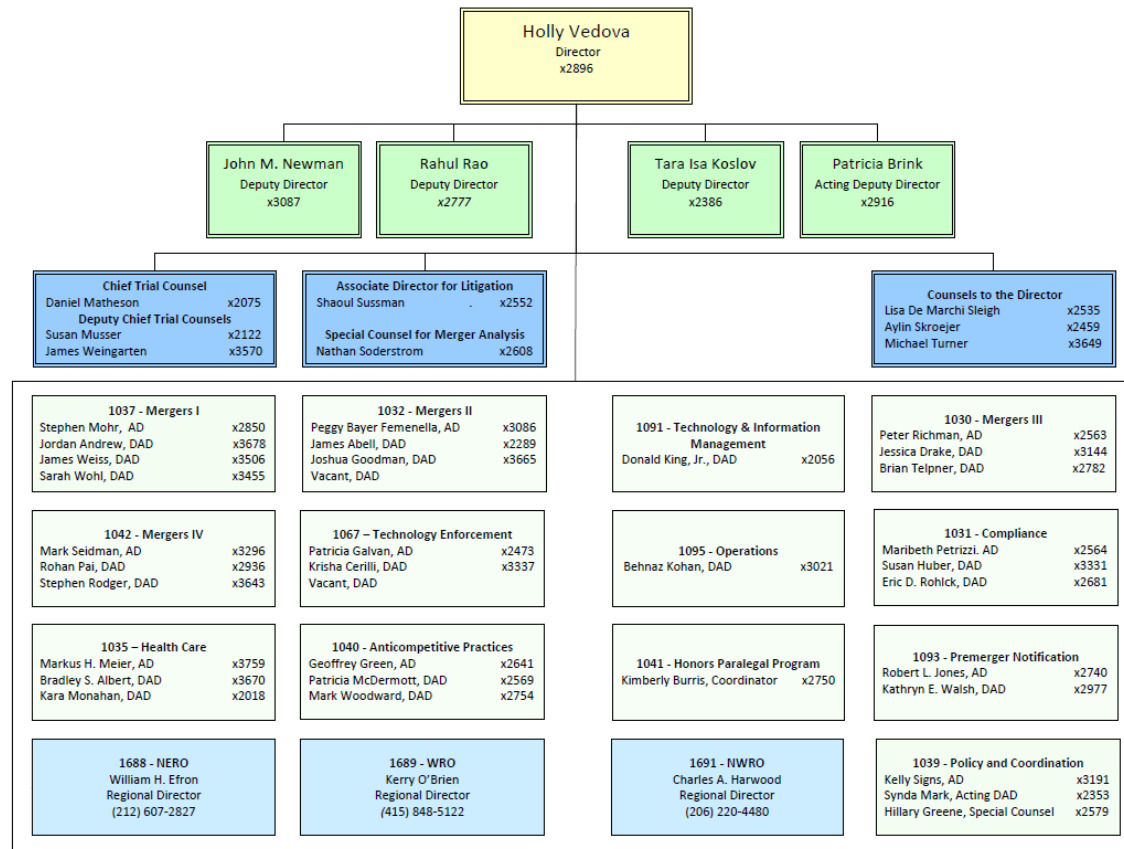 Holly Vedova
Director
x2896
John M. Newman
Deputy Director
x3087
Rahul Rao
Deputy Director
x2777
Tara Isa Koslov
Deputy Director
x2386
Patricia Brink
Acting Deputy Director
x2916
Chief Trial Counsel
Daniel Matheson x2075
Deputy Chief Trial Counsels
Susan Musser x2122
James Weingarten x3570
Associate Director for Litigation
Shaoul Sussman . x2552
Special Counsel for Merger Analysis
Nathan Soderstrom x2608
Counsels to the Director
Lisa De Marchi Sleigh x2535
Aylin Skroejer x2459
Michael Turner x3649
1037 - Mergers I
Stephen Mohr, AD x2850
Jordan Andrew, DAD x3678
James Weiss, DAD x3506
Sarah Wohl, DAD x3455
1032 - Mergers II
Peggy Bayer Femenella, AD x3086
James Abell, DAD x2289
Joshua Goodman, DAD x3665
Vacant, DAD
1091 - Technology & Information
Management
Donald King, Jr., DAD x2056
1030 - Mergers III
Peter Richman, AD x2563
Jessica Drake, DAD x3144
Brian Telpner, DAD x2782
1042 - Mergers IV
Mark Seidman, AD x3296
Rohan Pai, DAD x2936
Stephen Rodger, DAD x3643
1067 – Technology Enforcement
Patricia Galvan, AD x2473
Krisha Cerilli, DAD x3337
Vacant, DAD
1095 - Operations
Behnaz Kohan, DAD x3021
1031 - Compliance
Maribeth Petrizzi. AD x2564
Susan Huber, DAD x3331
Eric D. Rohlck, DAD x2681
1035 – Health Care
Markus H. Meier, AD x3759
Bradley S. Albert, DAD x3670
Kara Monahan, DAD x2018
1040 - Anticompetitive Practices
Geoffrey Green, AD x2641
Patricia McDermott, DAD x2569
Mark Woodward, DAD x2754
1041 - Honors Paralegal Program
Kimberly Burris, Coordinator x2750
1093 - Premerger Notification
Robert L. Jones, AD x2740
Kathryn E. Walsh, DAD x2977
1688 - NERO
William H. Efron
Regional Director
(212) 607-2827
1689 - WRO
Kerry O’Brien
Regional Director
(415) 848-5122
1691 - NWRO
Charles A. Harwood
Regional Director
(206) 220-4480
1039 - Policy and Coordination
Kelly Signs, AD x3191
Synda Mark, Acting DAD x2353
Hillary Greene, Special Counsel x2579